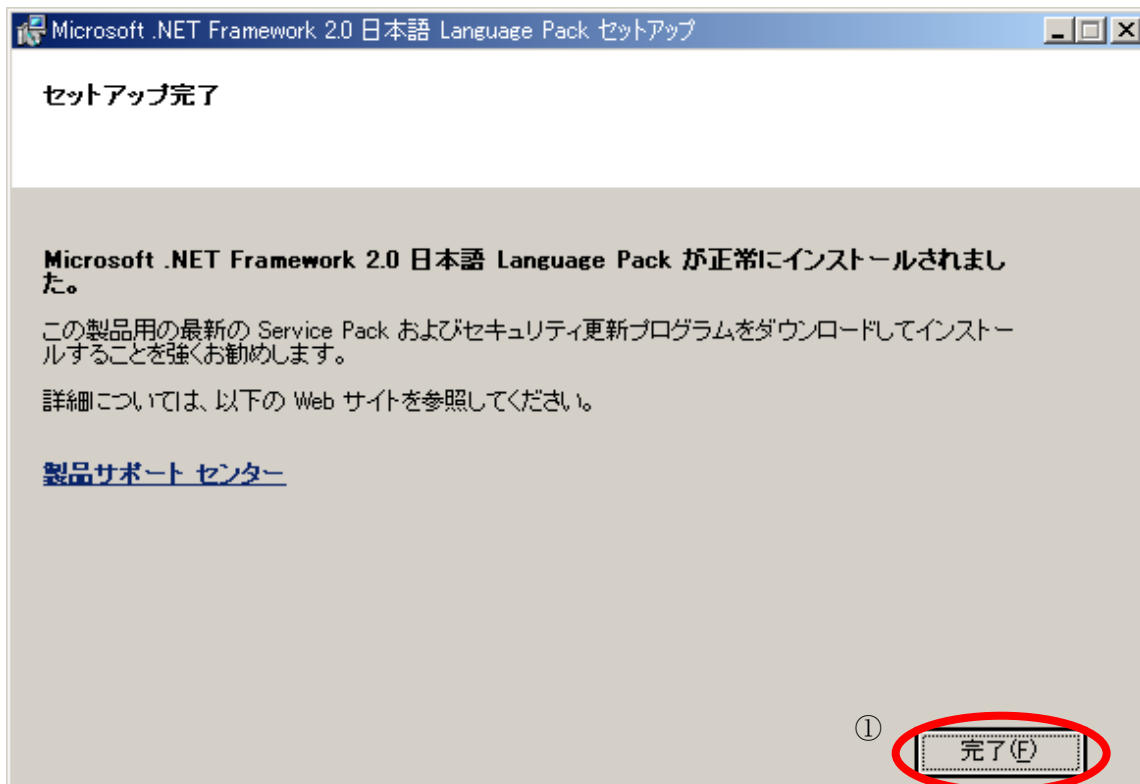 Microsoft .NET Framework 2.0 日本語 Language Pack セットアップ
セットアップ完了
Microsoft .NET Framework 2.0 日本語 Language Pack が正常にインストールされまし
た。
この製品用の最新の Service Pack およびセキュリティ更新プログラムをダウンロードしてインストー
ルすることを強くお勧めします。
詳細については、以下の Web サイトを参照してください。
製品サポート センター
①
完了(F)